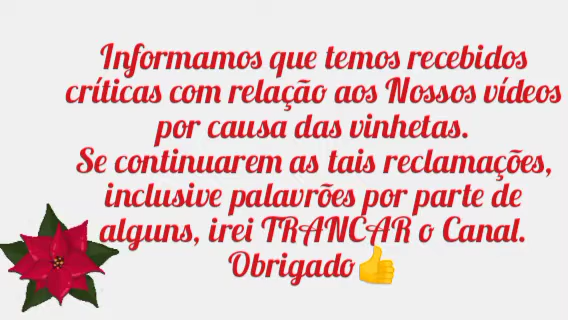 Informamos que temos recebidos
críticas com relação aos Nossos vídeos
por causa das vinhetas.
Se continuarem as tais reclamações,
inclusive palavrões por parte de
alguns, irei TRANCAR o Canal.
Obrigado👍